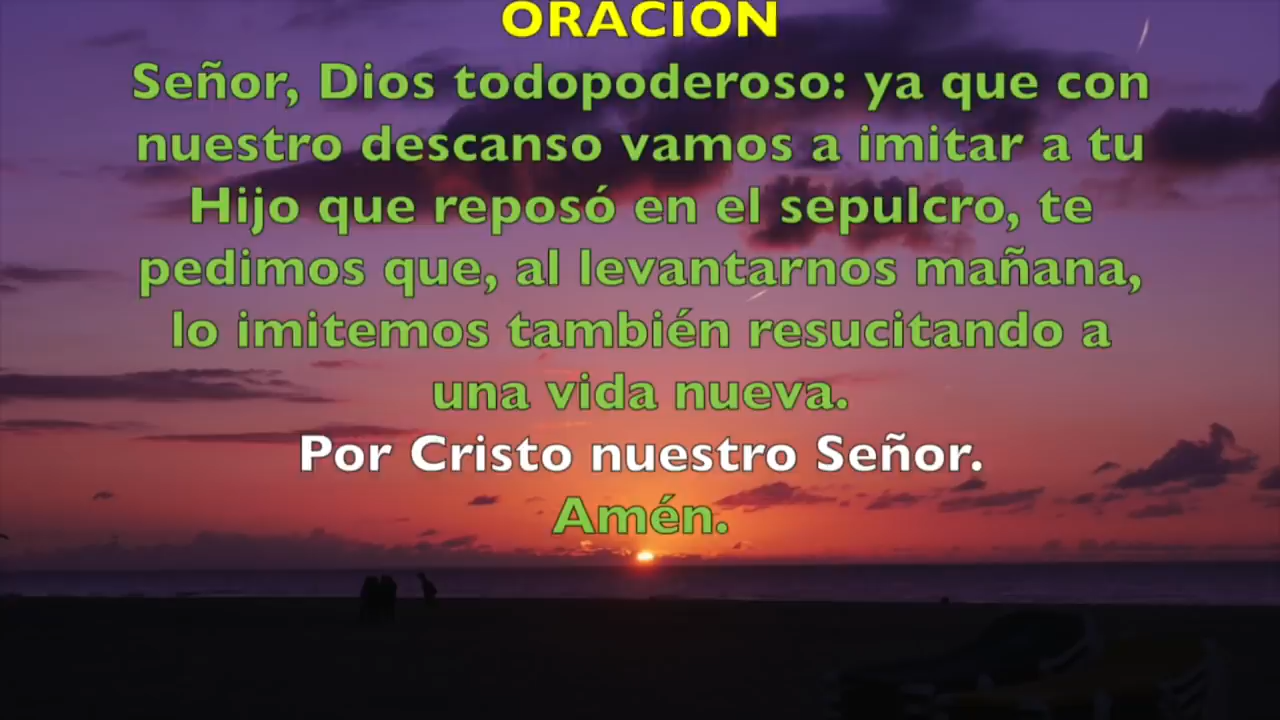 ORACION
Señor, Dios todopoderoso: ya que con
nuestro descanso vamos a imitar a tu
Hijo que reposó en el sepulcro, te
pedimos que, al levantarnos mañana,
lo imitemos también resucitando a
una vida nueva.
Por Cristo nuestro Señor.
Amén.